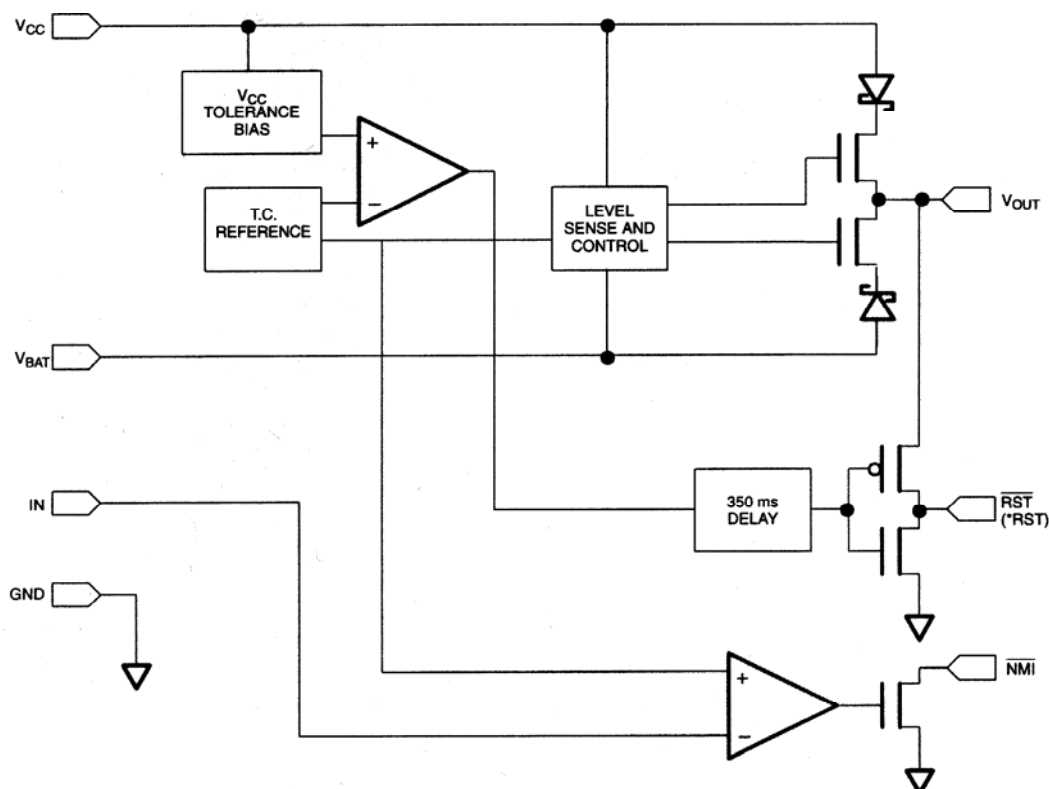 VCC
VCC
TOLERANCE
BIAS
+
−
T.C.
REFERENCE
LEVEL
SENSE AND
CONTROL
VOUT
VBAT
IN
350 ms
DELAY
RST
(*RST)
GND
+
−
NMI